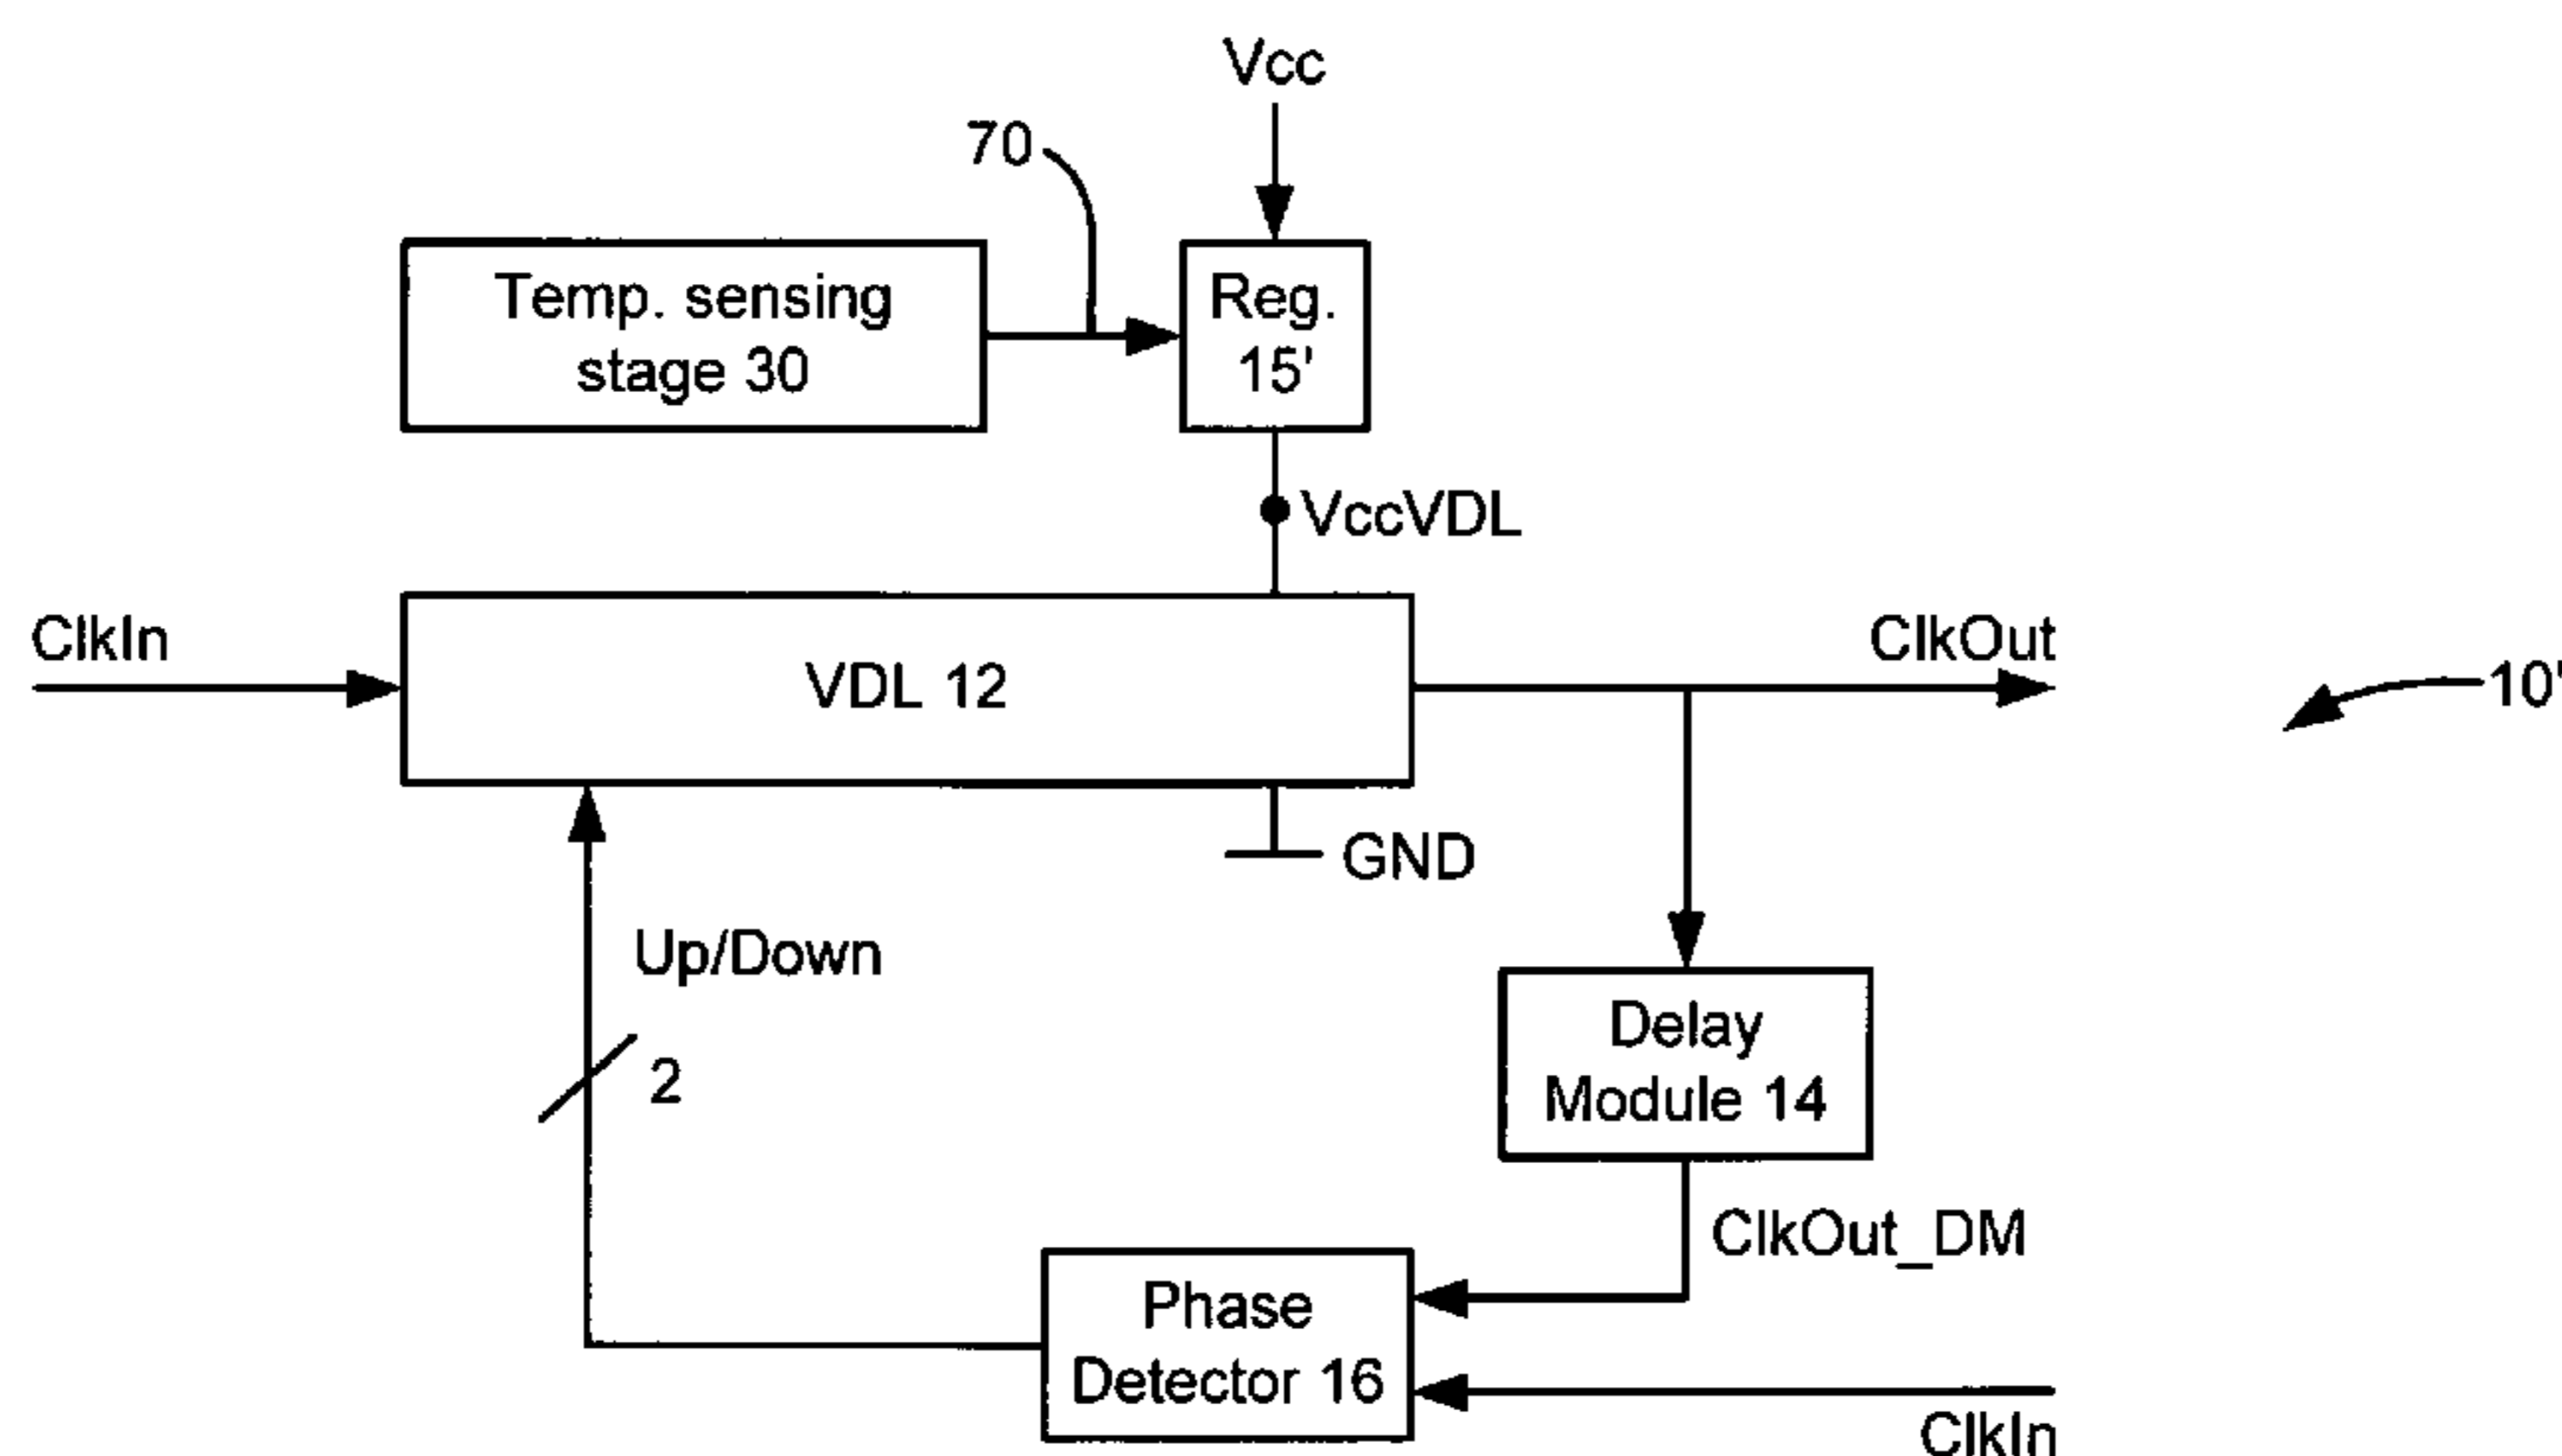 Vcc
70
Temp. sensing
stage 30
Reg.
15'
VccVDL
ClkIn
VDL 12
ClkOut
10'
GND
Up/Down
2
Delay
Module 14
ClkOut_DM
Phase
Detector 16
ClkIn